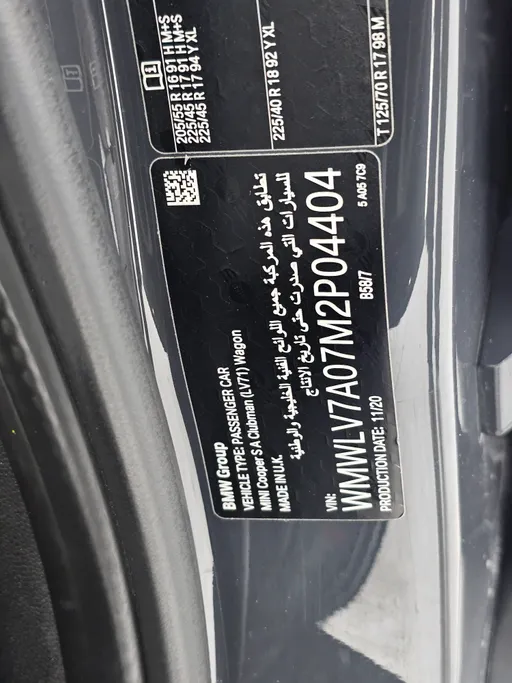 BMW Group
VEHICLE TYPE: PASSENGER CAR
MINI Cooper S A Clubman (LV71) Wagon
MADE IN U.K
تطابق هذه المركبة جميع اللوائح الفنية الخليجية والوطنية
للسيارات التي صدرت حتى تاريخ الانتاج
VIN:
WMWLV7A07M2P04404
PRODUCTION DATE: 11/20
B58/7
5 A05 7C9
205/55 R 16 91 H M+S
225/45 R 17 91 H M+S
225/45 R 17 94 Y XL
225/40 R 18 92 Y XL
T 125/70 R 17 98 M